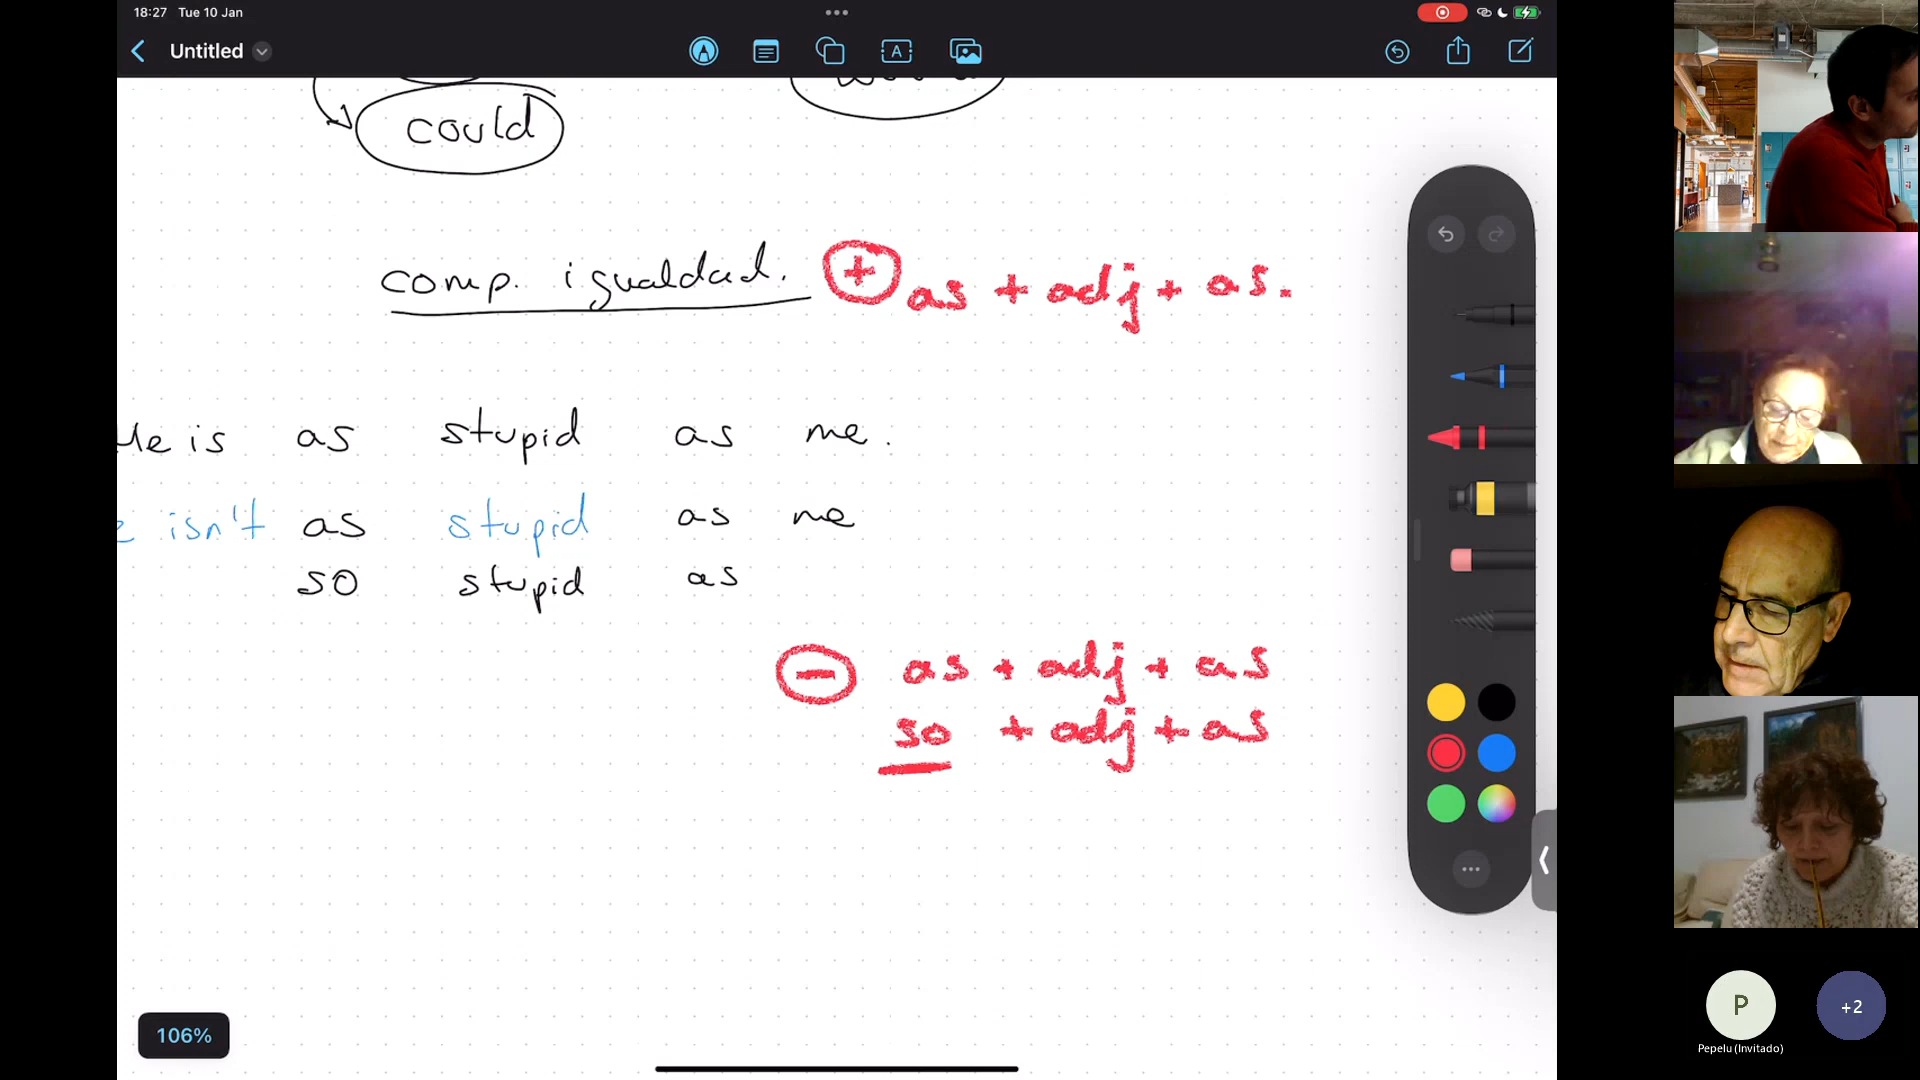 18:27 Tue 10 Jan
Untitled
could
comp. igualdad. + as + adj + as.
He is as stupid as me.
isn't as stupid as me
so stupid as
- as + adj + as
so + adj + as
106%
P
+2
Pepelu (Invitado)